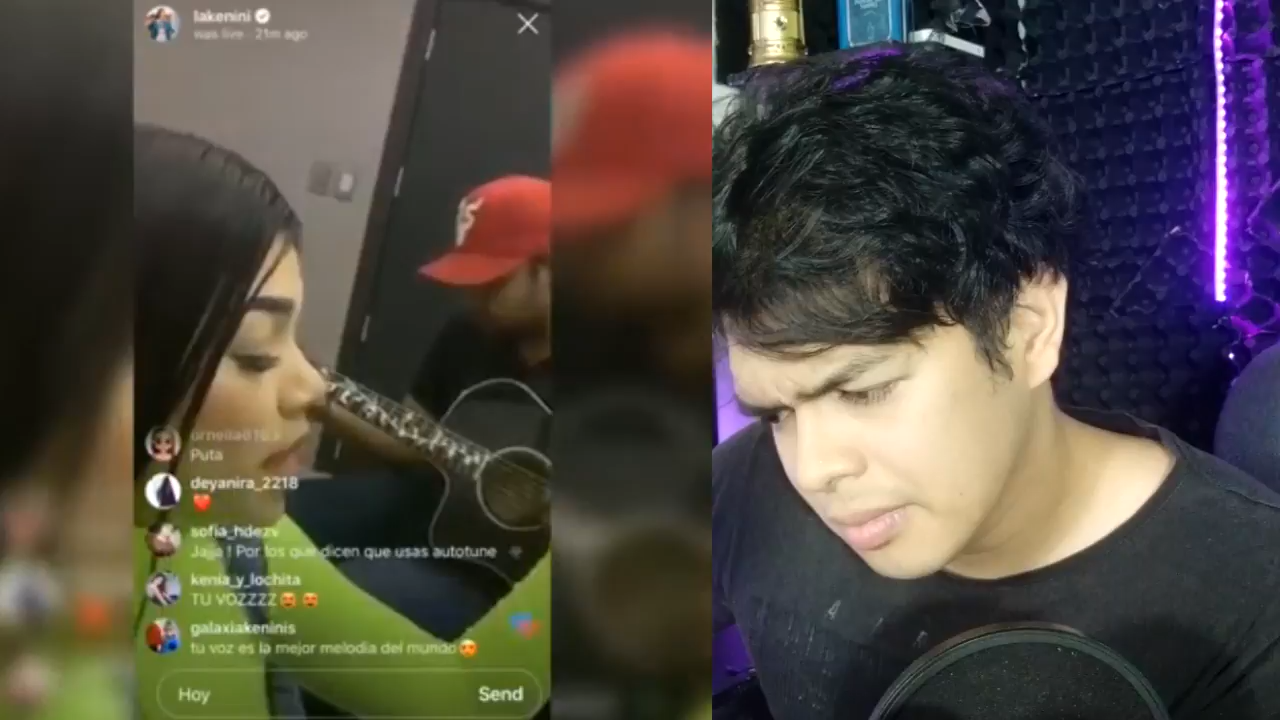 lakenini
was live · 21m ago
Puta
deyanira_2218
sofia_hdezv
Jajja ! Por los que dicen que usas autotune
kenia_y_lochita
TU VOZZZZ
galaxiakeninis
tu voz es la mejor melodia del mundo
Hoy
Send